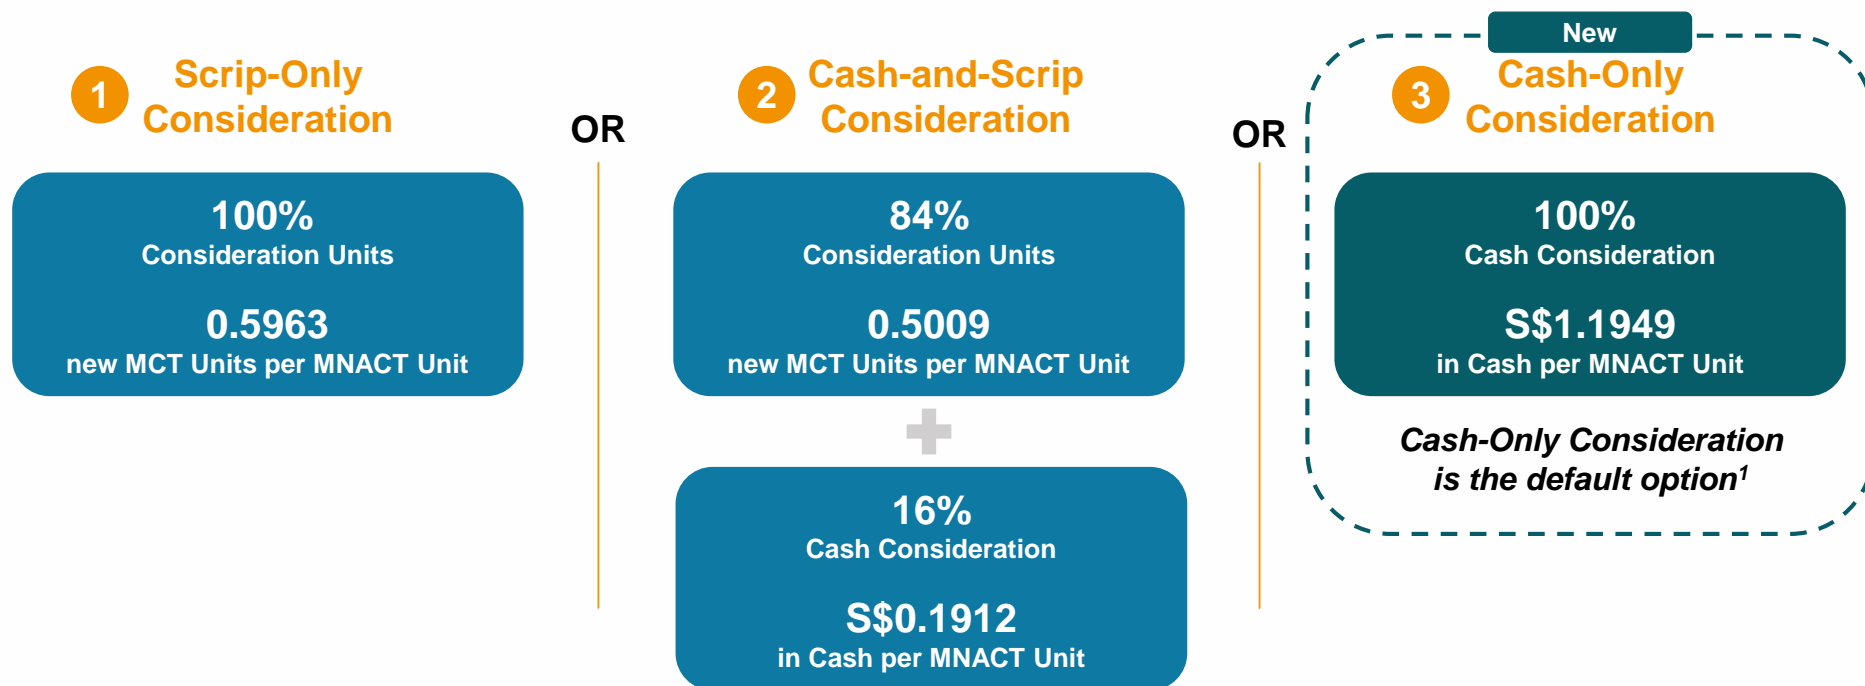 1
Scrip-Only
Consideration
100%
Consideration Units
0.5963
new MCT Units per MNACT Unit
OR
2
Cash-and-Scrip
Consideration
84%
Consideration Units
0.5009
new MCT Units per MNACT Unit
16%
Cash Consideration
S$0.1912
in Cash per MNACT Unit
OR
New
3
Cash-Only
Consideration
100%
Cash Consideration
S$1.1949
in Cash per MNACT Unit
Cash-Only Consideration
is the default option¹